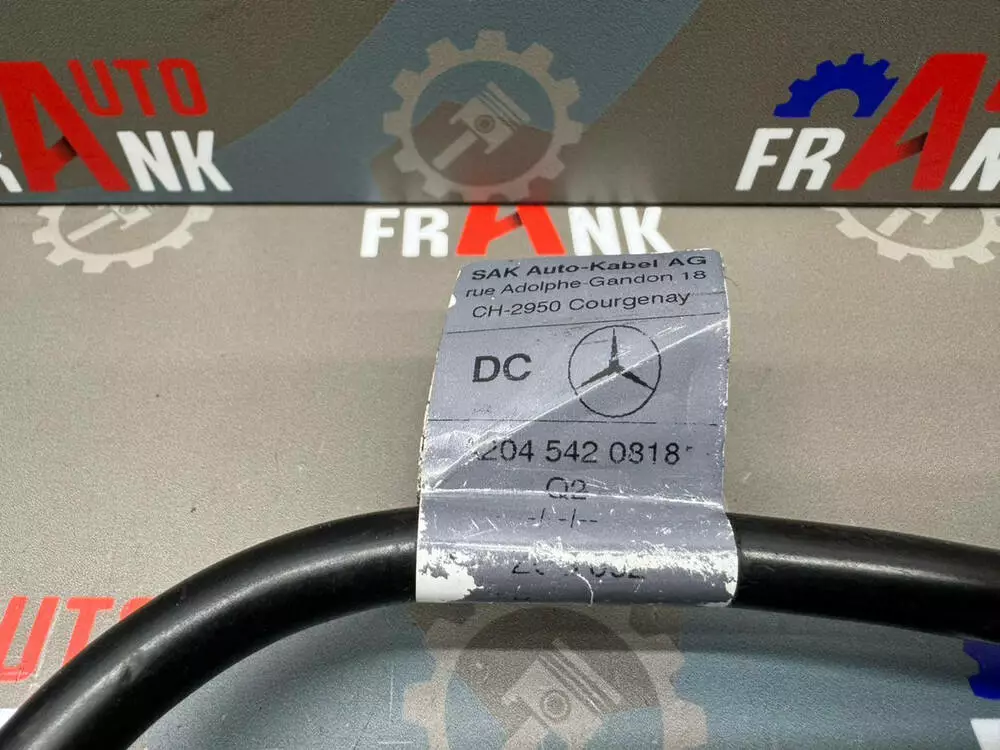 AUTO
FRANK
FRANK
FRANK
SAK Auto-Kabel AG
rue Adolphe-Gandon 18
CH-2950 Courgenay
DC
A204 542 0818
Q2
-/-/--
UTO